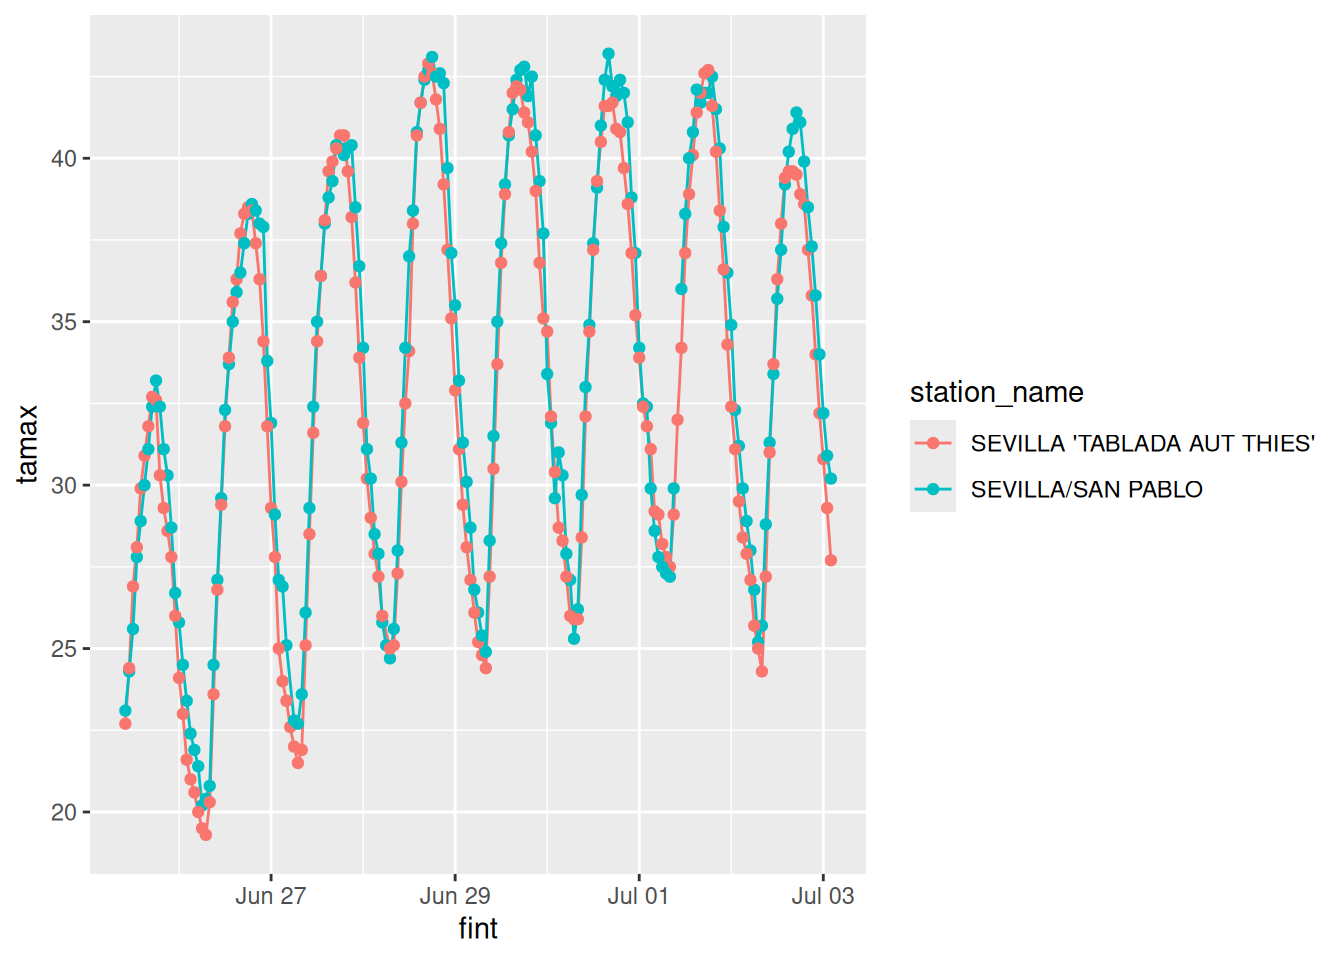 40
35
30
25
20
tamax
Jun 27
Jun 29
Jul 01
Jul 03
fint
station_name
SEVILLA 'TABLADA AUT THIES'
SEVILLA/SAN PABLO